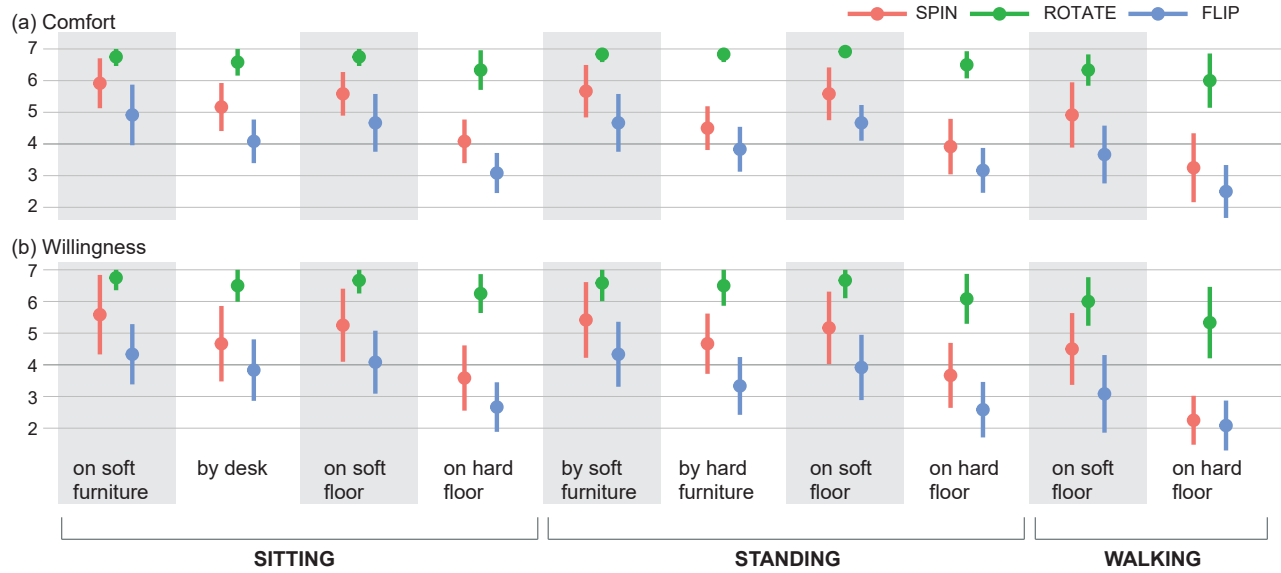 (a) Comfort
SPIN ROTATE FLIP
7
6
5
4
3
2
(b) Willingness
7
6
5
4
3
2
on soft furniture
by desk
on soft floor
on hard floor
by soft furniture
by hard furniture
on soft floor
on hard floor
on soft floor
on hard floor
SITTING STANDING WALKING